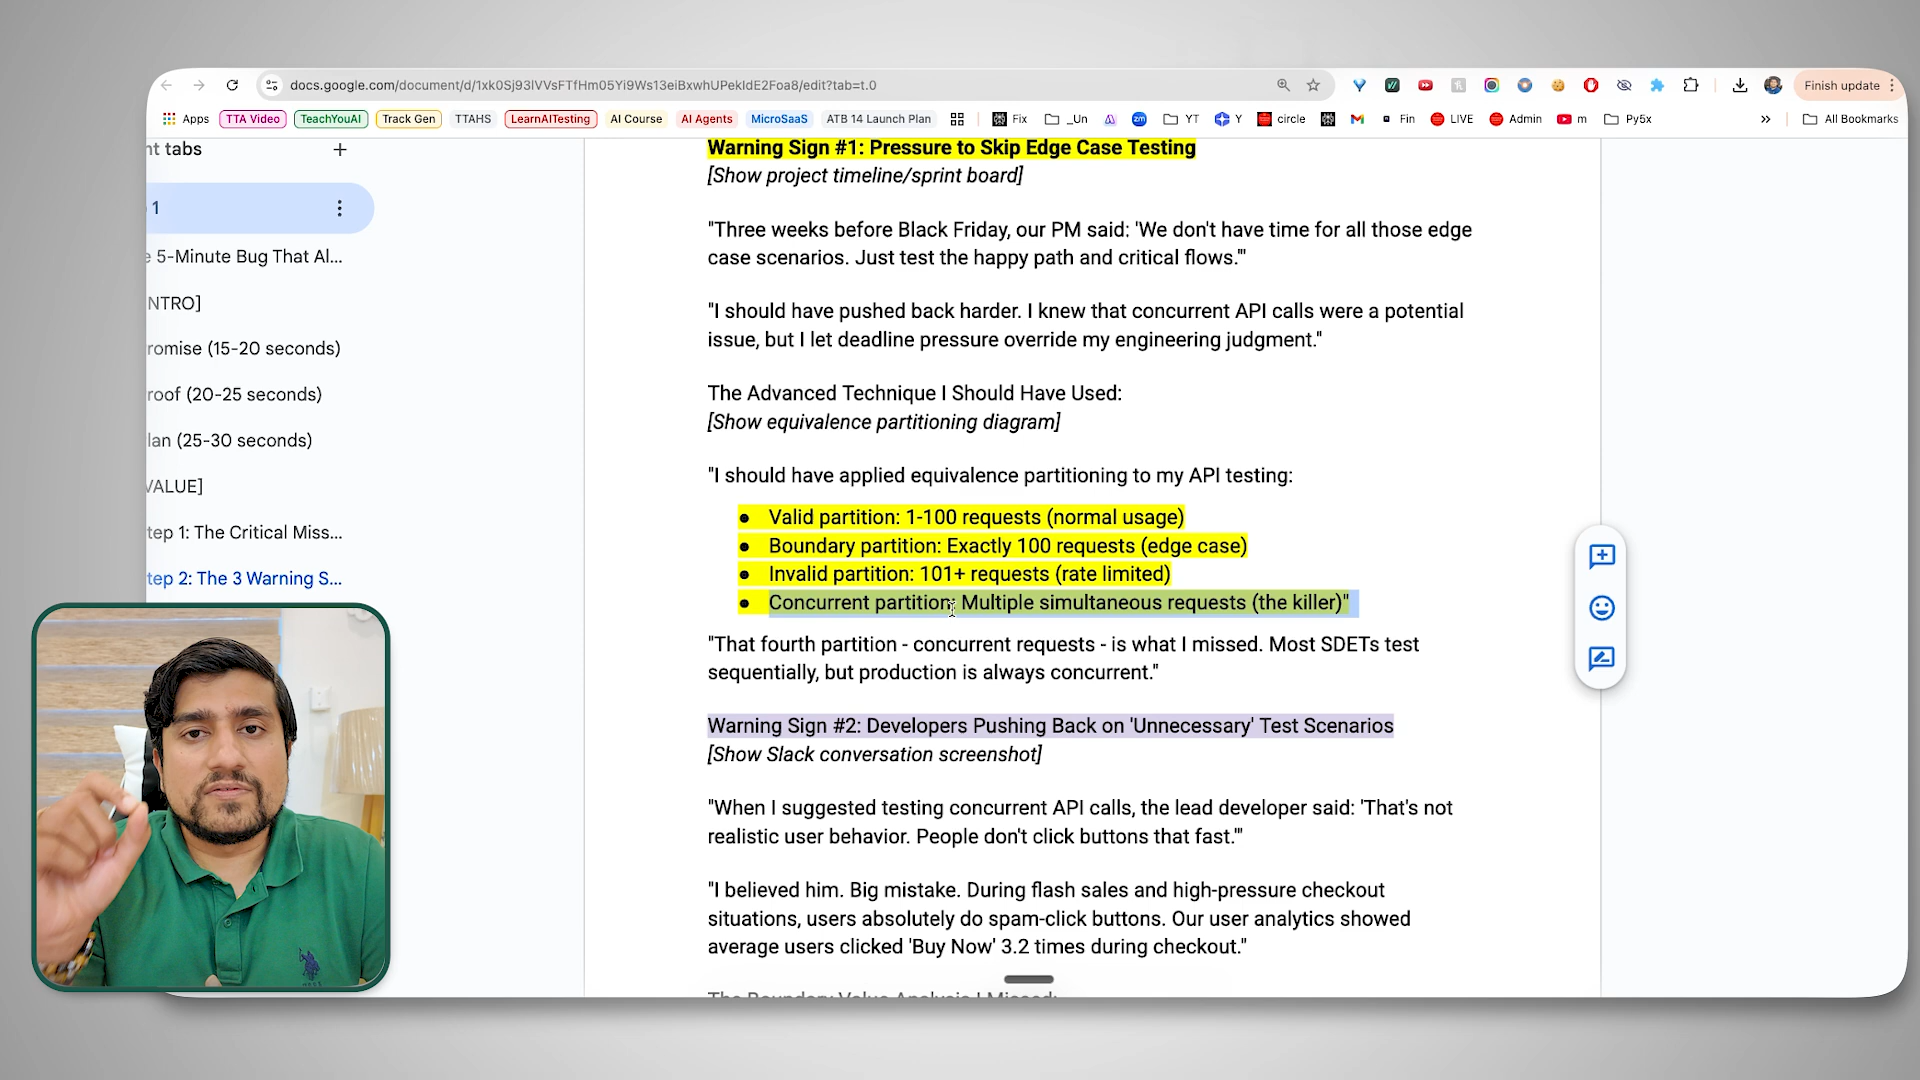 docs.google.com/document/d/1xk0Sj93lVVsFTfHm05Yi9Ws13eiBxwhUPekIdE2Foa8/edit?tab=t.0
Finish update
Apps
TTA Video
TeachYouAI
Track Gen
TTAHS
LearnAITesting
AI Course
AI Agents
MicroSaaS
ATB 14 Launch Plan
Fix
_Un
zm
YT
Y
circle
Fin
LIVE
Admin
m
Py5x
All Bookmarks
nt tabs
1
e 5-Minute Bug That Al...
NTRO]
romise (15-20 seconds)
roof (20-25 seconds)
lan (25-30 seconds)
VALUE]
tep 1: The Critical Miss...
tep 2: The 3 Warning S...
Warning Sign #1: Pressure to Skip Edge Case Testing
[Show project timeline/sprint board]
"Three weeks before Black Friday, our PM said: 'We don't have time for all those edge
case scenarios. Just test the happy path and critical flows.'"
"I should have pushed back harder. I knew that concurrent API calls were a potential
issue, but I let deadline pressure override my engineering judgment."
The Advanced Technique I Should Have Used:
[Show equivalence partitioning diagram]
"I should have applied equivalence partitioning to my API testing:
● Valid partition: 1-100 requests (normal usage)
● Boundary partition: Exactly 100 requests (edge case)
● Invalid partition: 101+ requests (rate limited)
● Concurrent partition: Multiple simultaneous requests (the killer)"
"That fourth partition - concurrent requests - is what I missed. Most SDETs test
sequentially, but production is always concurrent."
Warning Sign #2: Developers Pushing Back on 'Unnecessary' Test Scenarios
[Show Slack conversation screenshot]
"When I suggested testing concurrent API calls, the lead developer said: 'That's not
realistic user behavior. People don't click buttons that fast.'"
"I believed him. Big mistake. During flash sales and high-pressure checkout
situations, users absolutely do spam-click buttons. Our user analytics showed
average users clicked 'Buy Now' 3.2 times during checkout."
The Boundary Value Analysis I Missed: